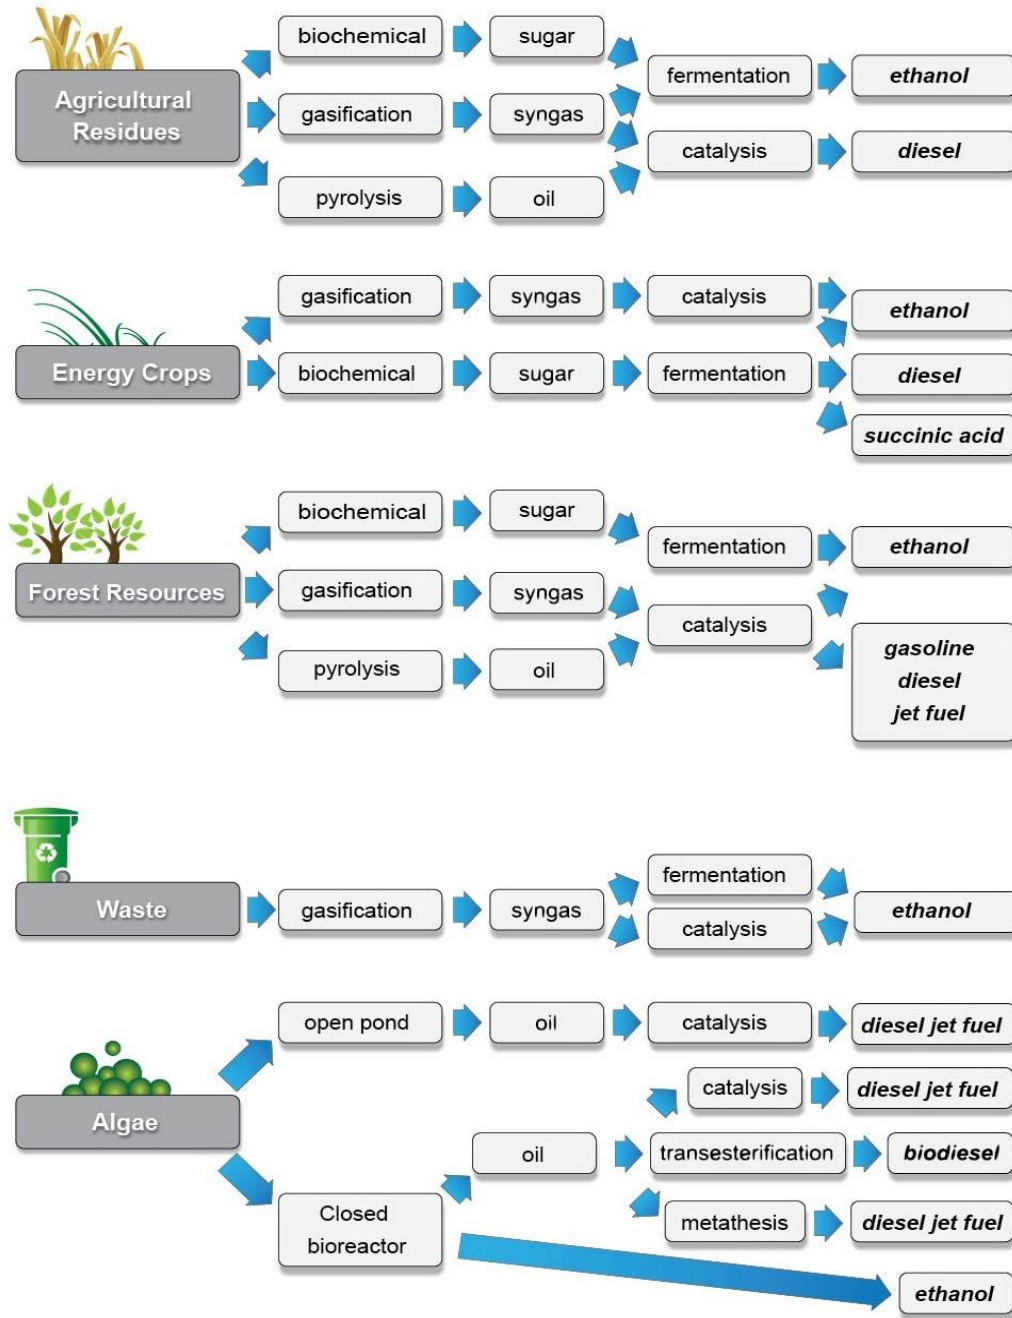 biochemical
sugar
fermentation
ethanol
Agricultural
Residues
gasification
syngas
catalysis
diesel
pyrolysis
oil
gasification
syngas
catalysis
ethanol
Energy Crops
biochemical
sugar
fermentation
diesel
succinic acid
biochemical
sugar
fermentation
ethanol
Forest Resources
gasification
syngas
catalysis
pyrolysis
oil
gasoline
diesel
jet fuel
Waste
gasification
syngas
fermentation
catalysis
ethanol
open pond
oil
catalysis
diesel jet fuel
Algae
catalysis
diesel jet fuel
oil
transesterification
biodiesel
Closed
bioreactor
metathesis
diesel jet fuel
ethanol